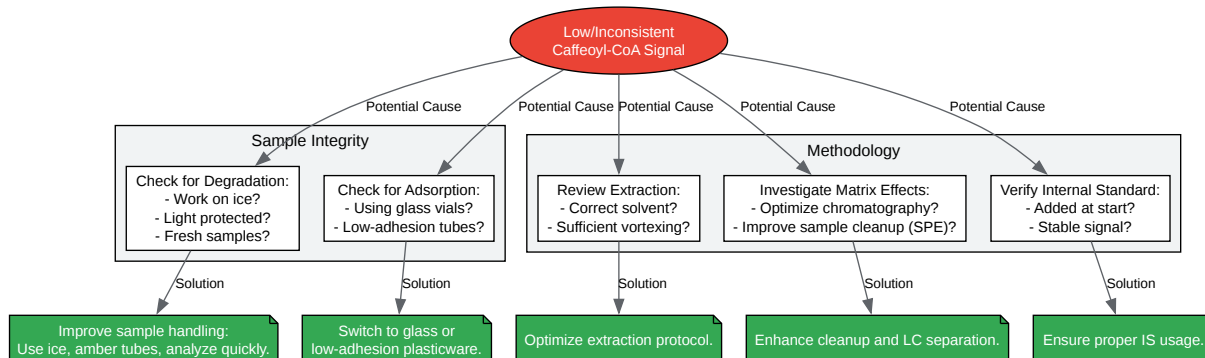 Low/Inconsistent
Caffeoyl-CoA Signal
Potential Cause
Potential Cause
Potential Cause
Potential Cause
Potential Cause
Sample Integrity
Methodology
Check for Degradation:
- Work on ice?
- Light protected?
- Fresh samples?
Check for Adsorption:
- Using glass vials?
- Low-adhesion tubes?
Review Extraction:
- Correct solvent?
- Sufficient vortexing?
Investigate Matrix Effects:
- Optimize chromatography?
- Improve sample cleanup (SPE)?
Verify Internal Standard:
- Added at start?
- Stable signal?
Solution
Solution
Solution
Solution
Solution
Improve sample handling:
Use ice, amber tubes, analyze quickly.
Switch to glass or
low-adhesion plasticware.
Optimize extraction protocol.
Enhance cleanup and LC separation.
Ensure proper IS usage.